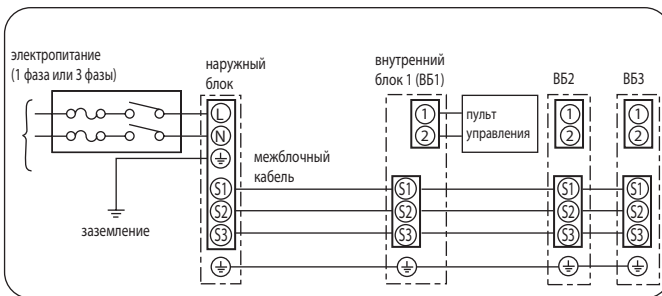 электропитание
(1 фаза или 3 фазы)
наружный
блок
внутренний
блок 1 (ВБ1)
ВБ2
ВБ3
L
N
1
2
пульт
управления
1
2
1
2
межблочный
кабель
заземление
S1
S2
S3
S1
S2
S3
S1
S2
S3
S1
S2
S3